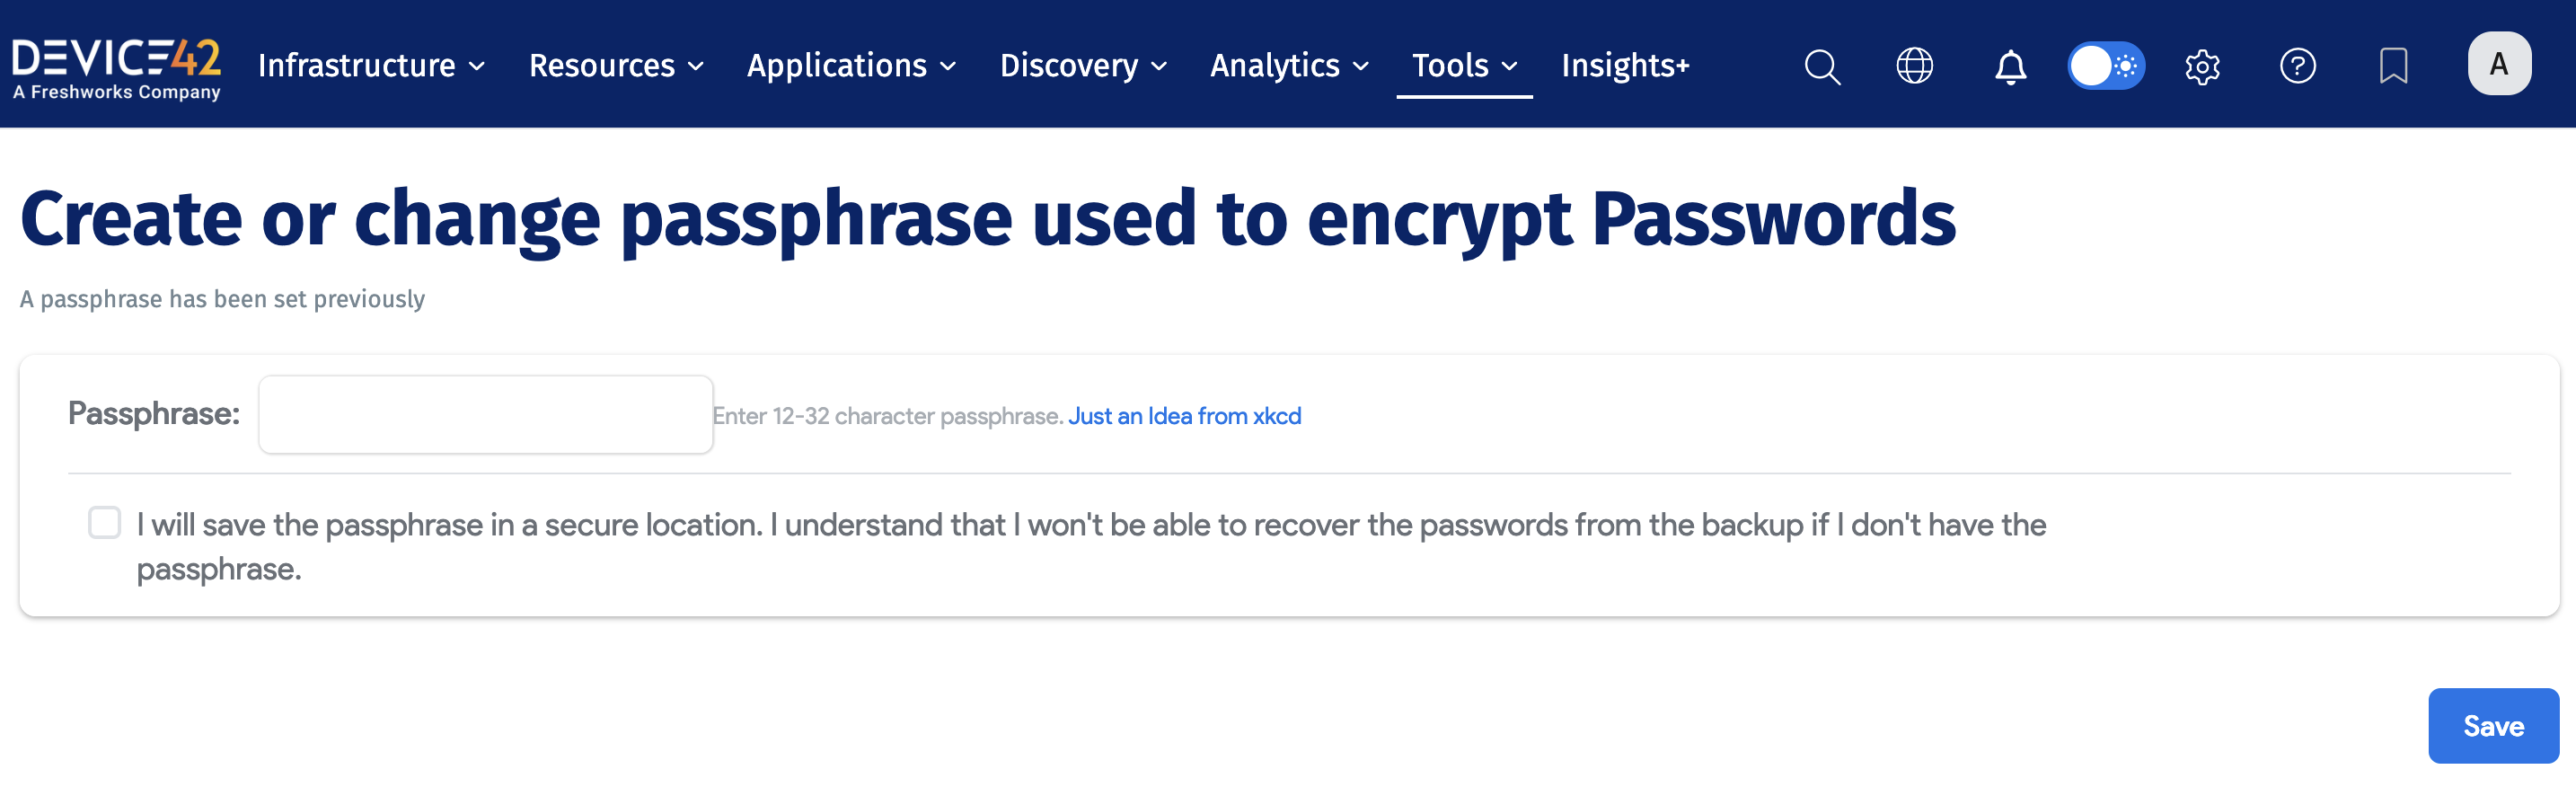 DEVICE42
A Freshworks Company
Infrastructure Resources Applications Discovery Analytics Tools Insights+ A
Create or change passphrase used to encrypt Passwords
A passphrase has been set previously
Passphrase: Enter 12-32 character passphrase. Just an Idea from xkcd
I will save the passphrase in a secure location. I understand that I won't be able to recover the passwords from the backup if I don't have the
passphrase.
Save